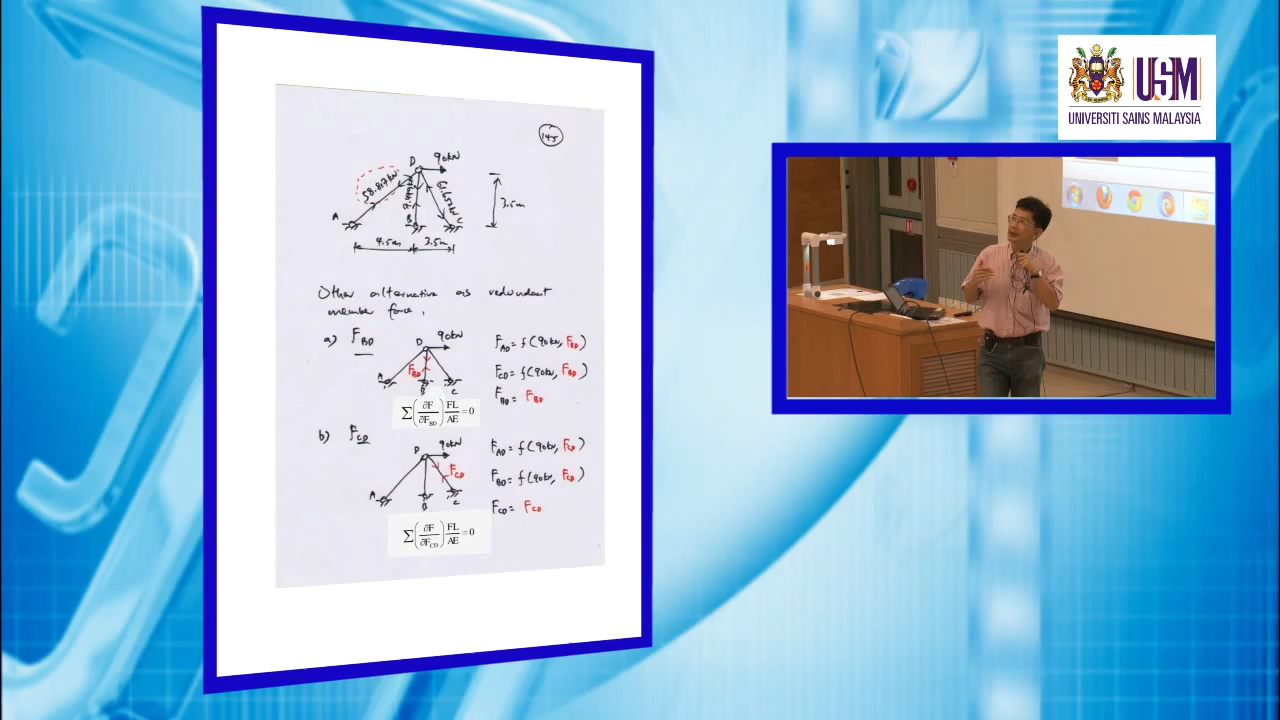 145
D 90kN
58.817kN
A
B
C
3.5m
4.5m 3.5m
Other alternative as redundant
member force,
a) F_BD
D 90kN
F_BD
A B C
F_AD = f(90kN, F_BD)
F_CD = f(90kN, F_BD)
F_BD = F_BD
∑(∂F/∂F_BD) FL/AE = 0
b) F_CD
D 90kN
F_CD
A B C
F_AD = f(90kN, F_CD)
F_BD = f(90kN, F_CD)
F_CD = F_CD
∑(∂F/∂F_CD) FL/AE = 0
USM
UNIVERSITI SAINS MALAYSIA